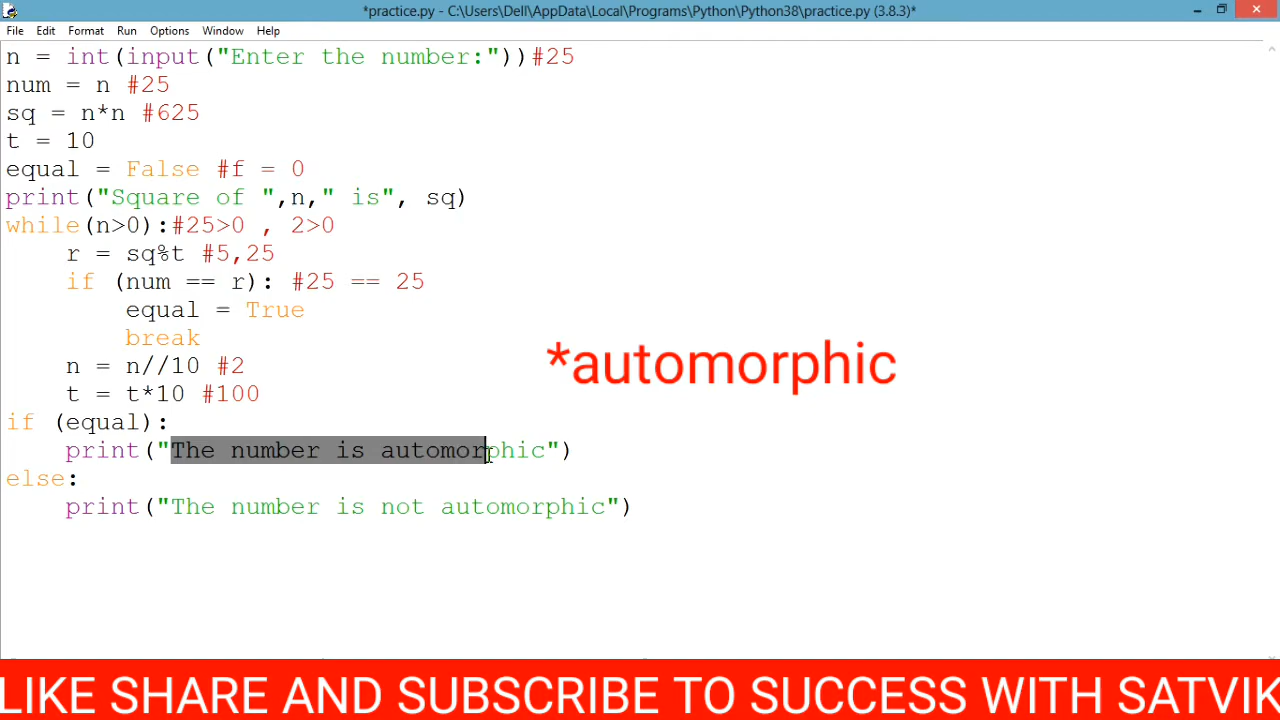 *practice.py - C:\Users\Dell\AppData\Local\Programs\Python\Python38\practice.py (3.8.3)*
File Edit Format Run Options Window Help
n = int(input("Enter the number:"))#25
num = n #25
sq = n*n #625
t = 10
equal = False #f = 0
print("Square of ",n," is", sq)
while(n>0):#25>0 , 2>0
    r = sq%t #5,25
    if (num == r): #25 == 25
        equal = True
        break
    n = n//10 #2
    t = t*10 #100
*automorphic
if (equal):
    print("The number is automorphic")
else:
    print("The number is not automorphic")
LIKE SHARE AND SUBSCRIBE TO SUCCESS WITH SATVIK